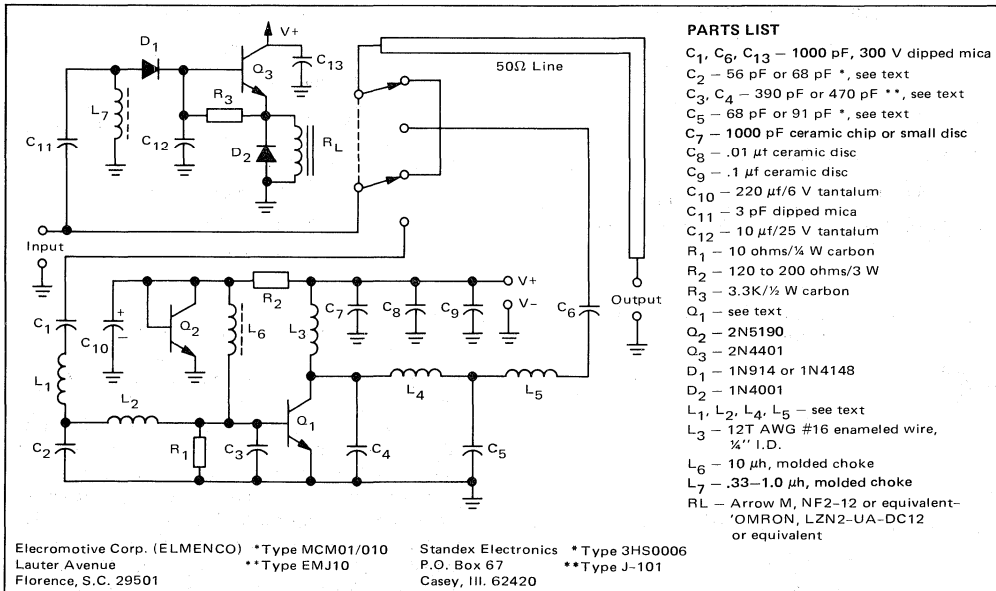 D1
V+
C13
Q3
R3
L7
C11
C12
D2
RL
50Ω Line
Input
Output
V+
V-
R2
L3
C7
C8
C9
C6
C1
C10
+
−
Q2
L6
L1
L2
L4
L5
Q1
C2
R1
C3
C4
C5
PARTS LIST
C1, C6, C13 – 1000 pF, 300 V dipped mica
C2 – 56 pF or 68 pF *, see text
C3, C4 – 390 pF or 470 pF **, see text
C5 – 68 pF or 91 pF *, see text
C7 – 1000 pF ceramic chip or small disc
C8 – .01 μf ceramic disc
C9 – .1 μf ceramic disc
C10 – 220 μf/6 V tantalum
C11 – 3 pF dipped mica
C12 – 10 μf/25 V tantalum
R1 – 10 ohms/¼ W carbon
R2 – 120 to 200 ohms/3 W
R3 – 3.3K/½ W carbon
Q1 – see text
Q2 – 2N5190
Q3 – 2N4401
D1 – 1N914 or 1N4148
D2 – 1N4001
L1, L2, L4, L5 – see text
L3 – 12T AWG #16 enameled wire,
¼'' I.D.
L6 – 10 μh, molded choke
L7 – .33–1.0 μh, molded choke
RL – Arrow M, NF2-12 or equivalent–
'OMRON, LZN2-UA-DC12
or equivalent
Elecromotive Corp. (ELMENCO) *Type MCM01/010
Lauter Avenue **Type EMJ10
Florence, S.C. 29501
Standex Electronics *Type 3HS0006
P.O. Box 67 **Type J-101
Casey, Ill. 62420